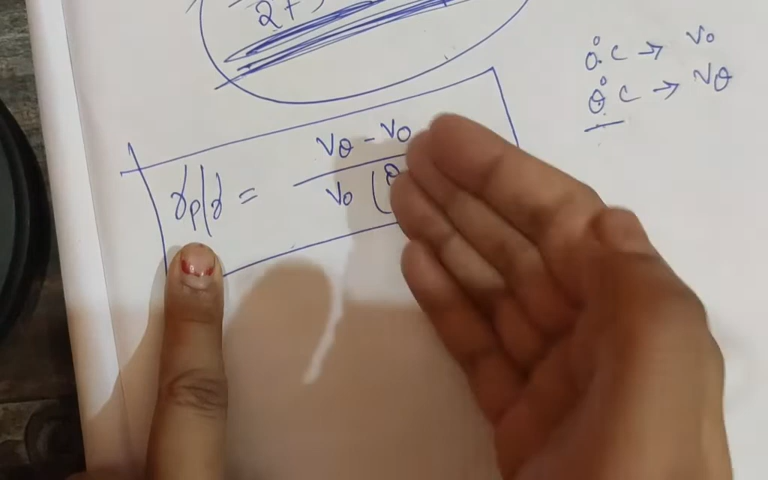 0°C → V₀
θ°C → Vθ
γp/γ = Vθ - V₀ / V₀ (θ